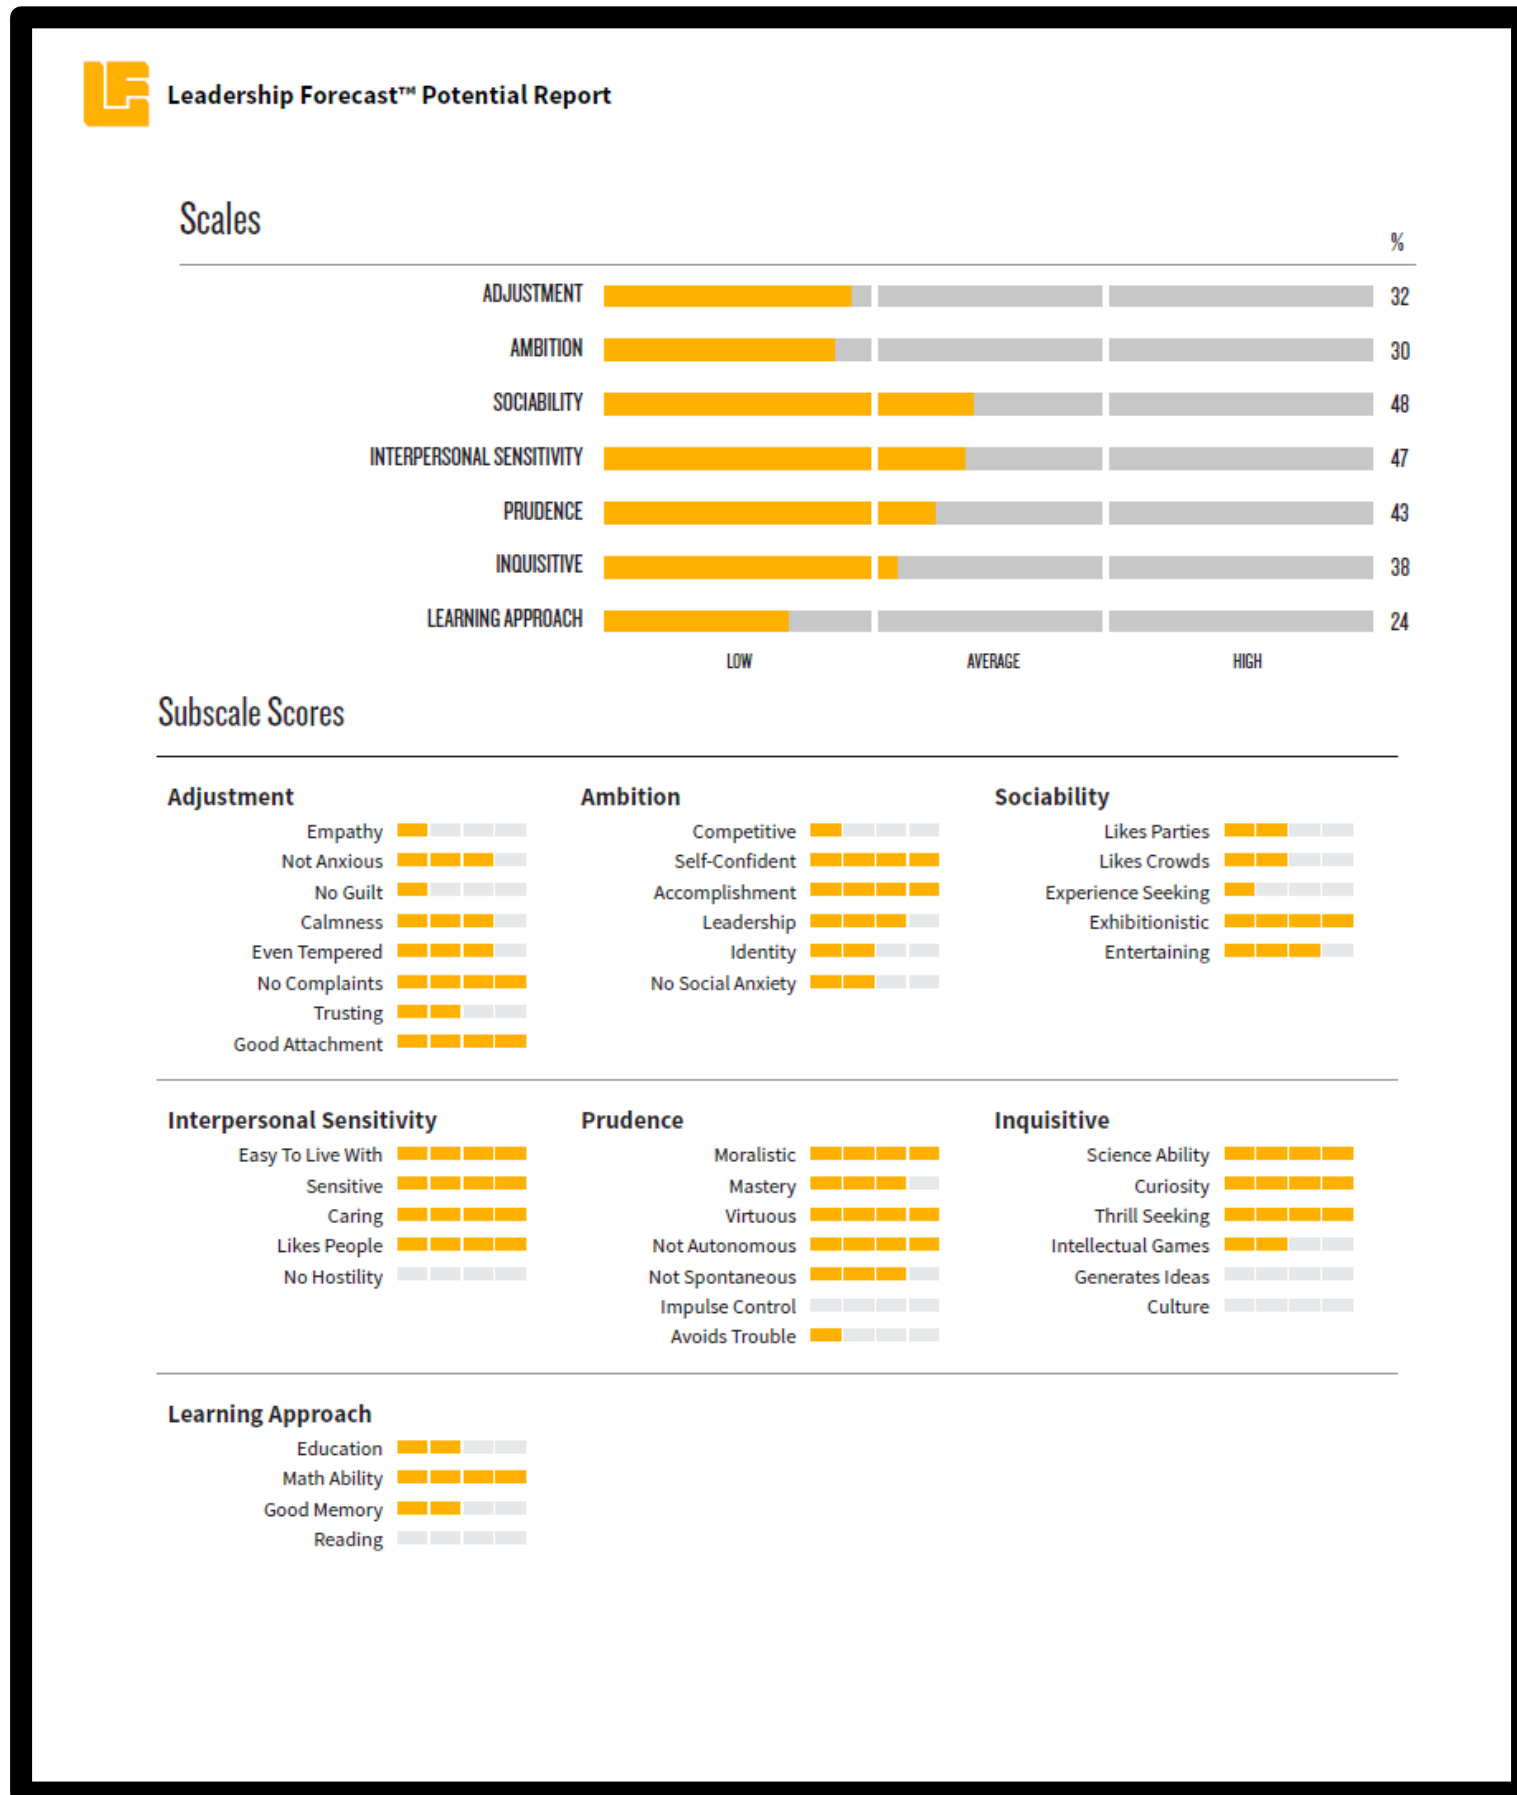 Leadership Forecast™ Potential Report
Scales
%
ADJUSTMENT 32
AMBITION 30
SOCIABILITY 48
INTERPERSONAL SENSITIVITY 47
PRUDENCE 43
INQUISITIVE 38
LEARNING APPROACH 24
LOW AVERAGE HIGH
Subscale Scores
Adjustment
Empathy
Not Anxious
No Guilt
Calmness
Even Tempered
No Complaints
Trusting
Good Attachment
Ambition
Competitive
Self-Confident
Accomplishment
Leadership
Identity
No Social Anxiety
Sociability
Likes Parties
Likes Crowds
Experience Seeking
Exhibitionistic
Entertaining
Interpersonal Sensitivity
Easy To Live With
Sensitive
Caring
Likes People
No Hostility
Prudence
Moralistic
Mastery
Virtuous
Not Autonomous
Not Spontaneous
Impulse Control
Avoids Trouble
Inquisitive
Science Ability
Curiosity
Thrill Seeking
Intellectual Games
Generates Ideas
Culture
Learning Approach
Education
Math Ability
Good Memory
Reading